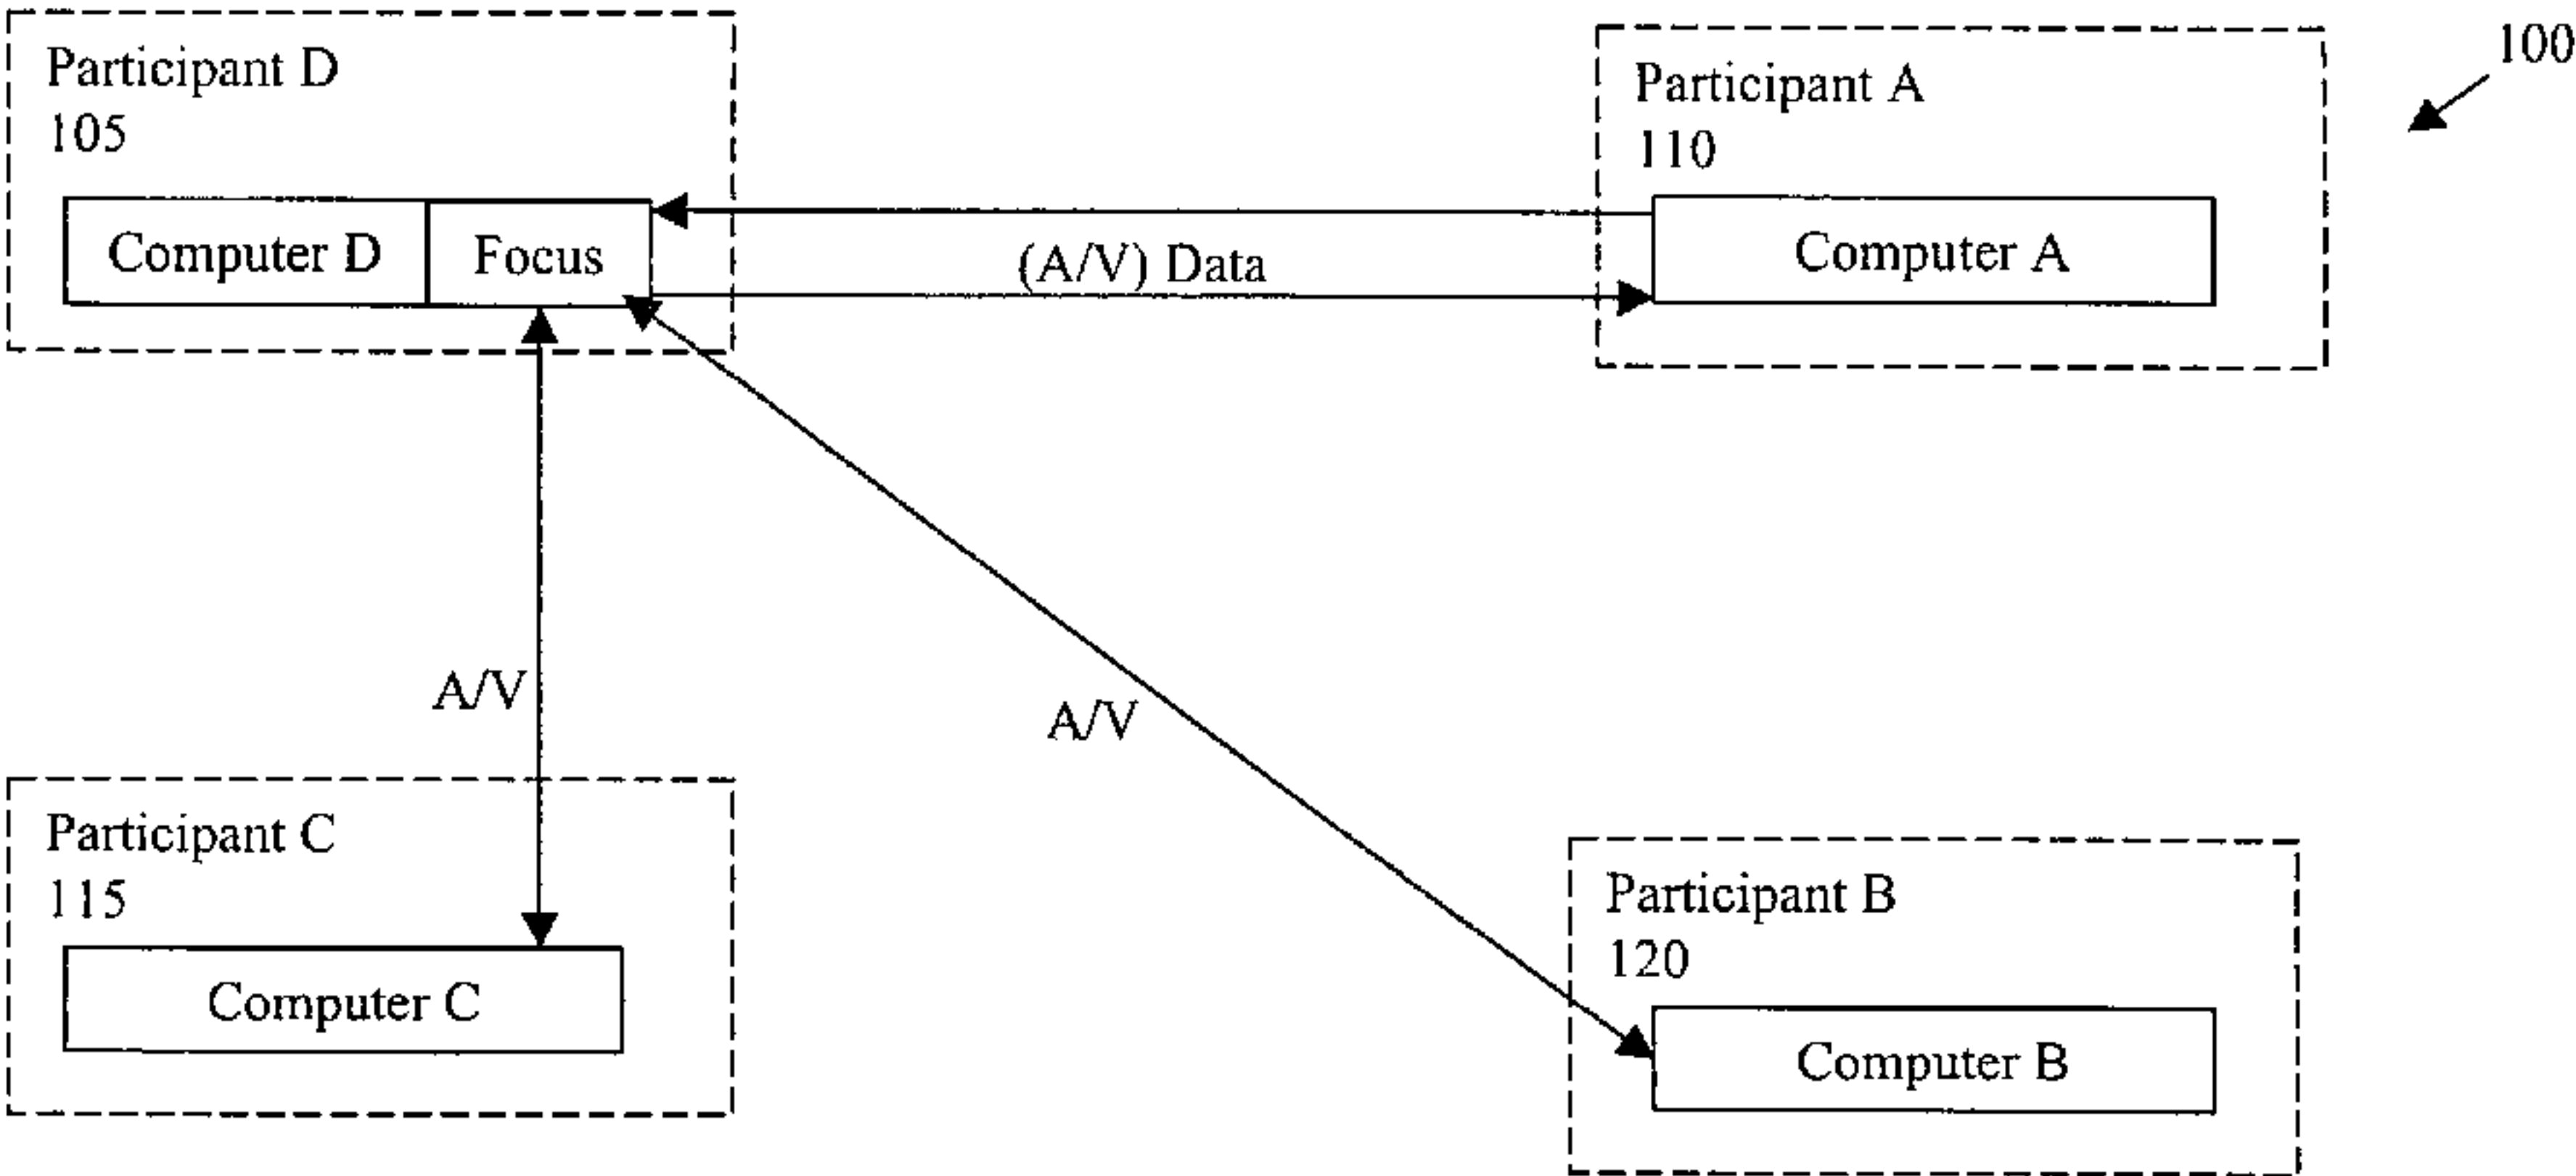 Participant D
105
Computer D
Focus
(A/V) Data
Participant A
110
Computer A
100
A/V
A/V
Participant C
115
Computer C
Participant B
120
Computer B